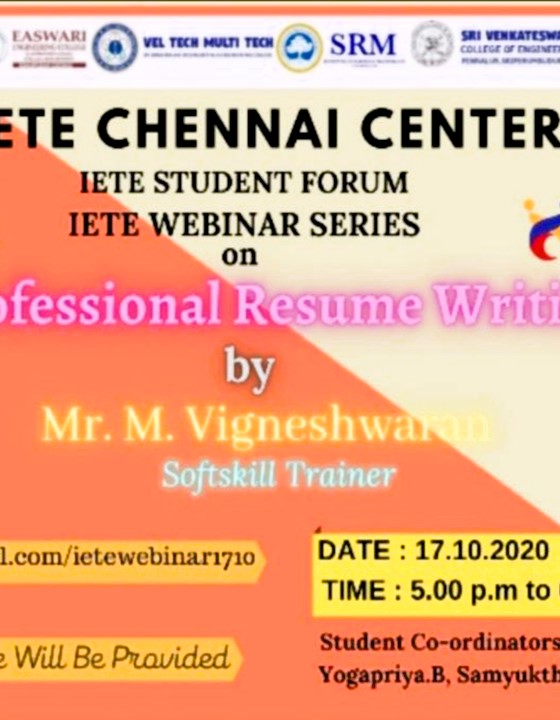 EASWARI
VEL TECH MULTI TECH
SRM
SRI VENKATESWA
COLLEGE OF ENGINEE
ETE CHENNAI CENTER
IETE STUDENT FORUM
IETE WEBINAR SERIES
on
ofessional Resume Writi
by
Mr. M. Vigneshwaran
Softskill Trainer
l.com/ietewebinar1710
DATE : 17.10.2020
TIME : 5.00 p.m to
e Will Be Provided
Student Co-ordinators
Yogapriya.B, Samyukth